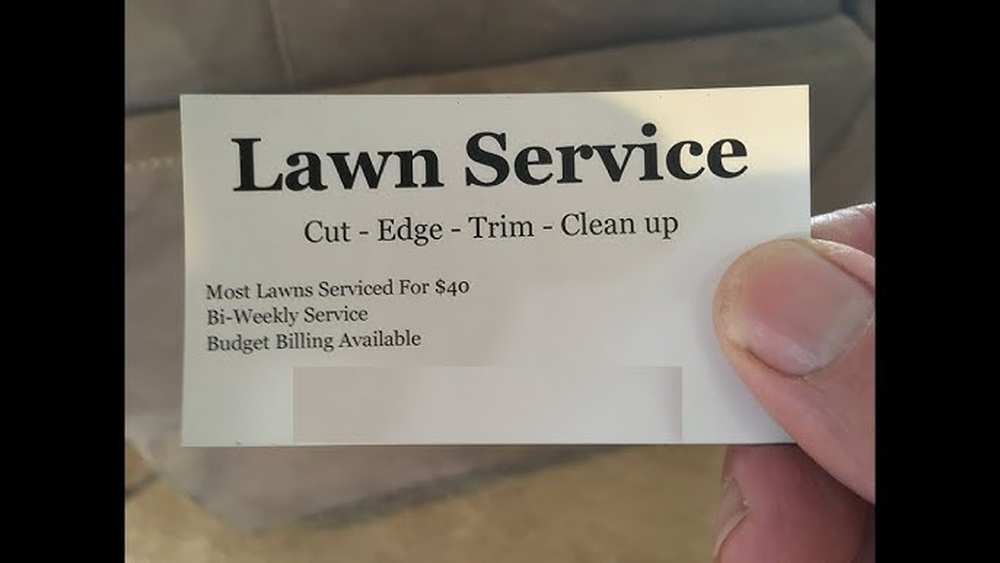 Lawn Service
Cut - Edge - Trim - Clean up
Most Lawns Serviced For $40
Bi-Weekly Service
Budget Billing Available